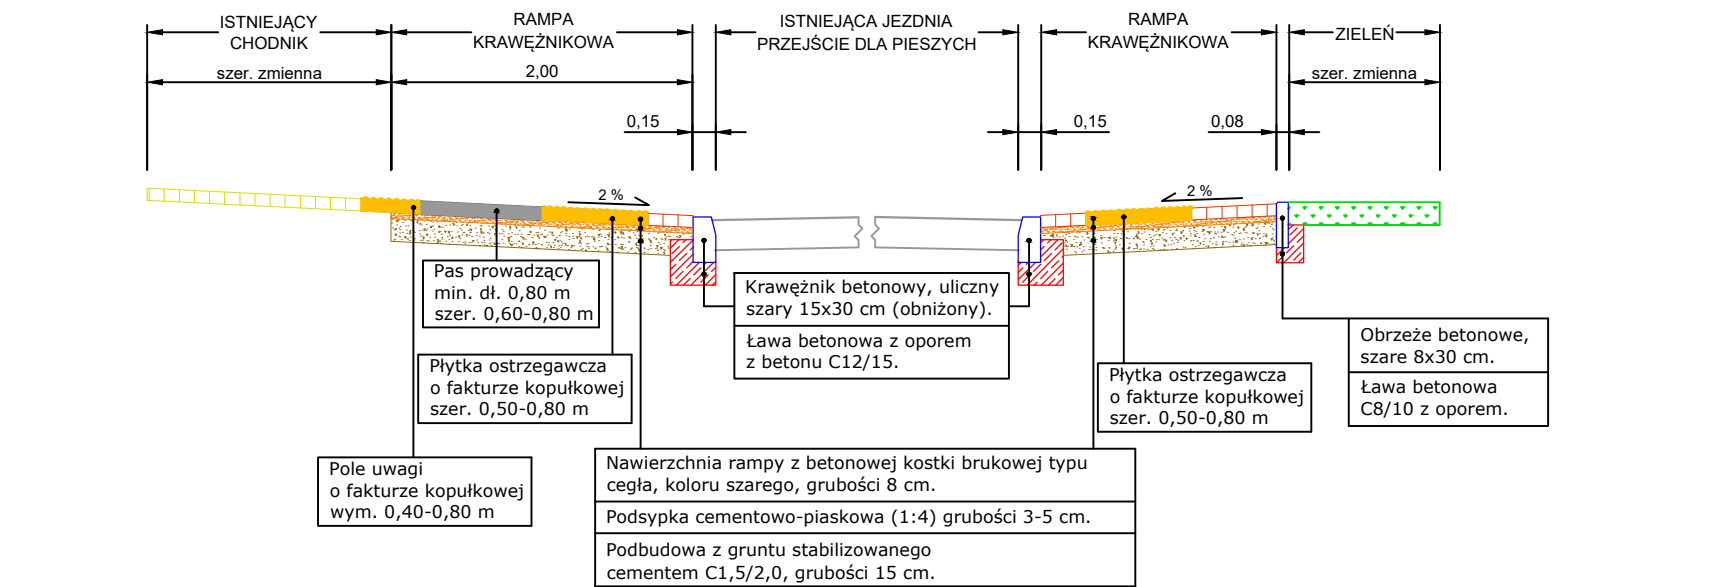 ISTNIEJĄCY
CHODNIK
RAMPA
KRAWĘŻNIKOWA
ISTNIEJĄCA JEZDNIA
PRZEJŚCIE DLA PIESZYCH
RAMPA
KRAWĘŻNIKOWA
ZIELEŃ
szer. zmienna
2,00
szer. zmienna
0,15
0,15
0,08
2 %
2 %
Pas prowadzący
min. dł. 0,80 m
szer. 0,60-0,80 m
Krawężnik betonowy, uliczny
szary 15x30 cm (obniżony).
Ława betonowa z oporem
z betonu C12/15.
Obrzeże betonowe,
szare 8x30 cm.
Ława betonowa
C8/10 z oporem.
Płytka ostrzegawcza
o fakturze kopułkowej
szer. 0,50-0,80 m
Płytka ostrzegawcza
o fakturze kopułkowej
szer. 0,50-0,80 m
Pole uwagi
o fakturze kopułkowej
wym. 0,40-0,80 m
Nawierzchnia rampy z betonowej kostki brukowej typu
cegła, koloru szarego, grubości 8 cm.
Podsypka cementowo-piaskowa (1:4) grubości 3-5 cm.
Podbudowa z gruntu stabilizowanego
cementem C1,5/2,0, grubości 15 cm.